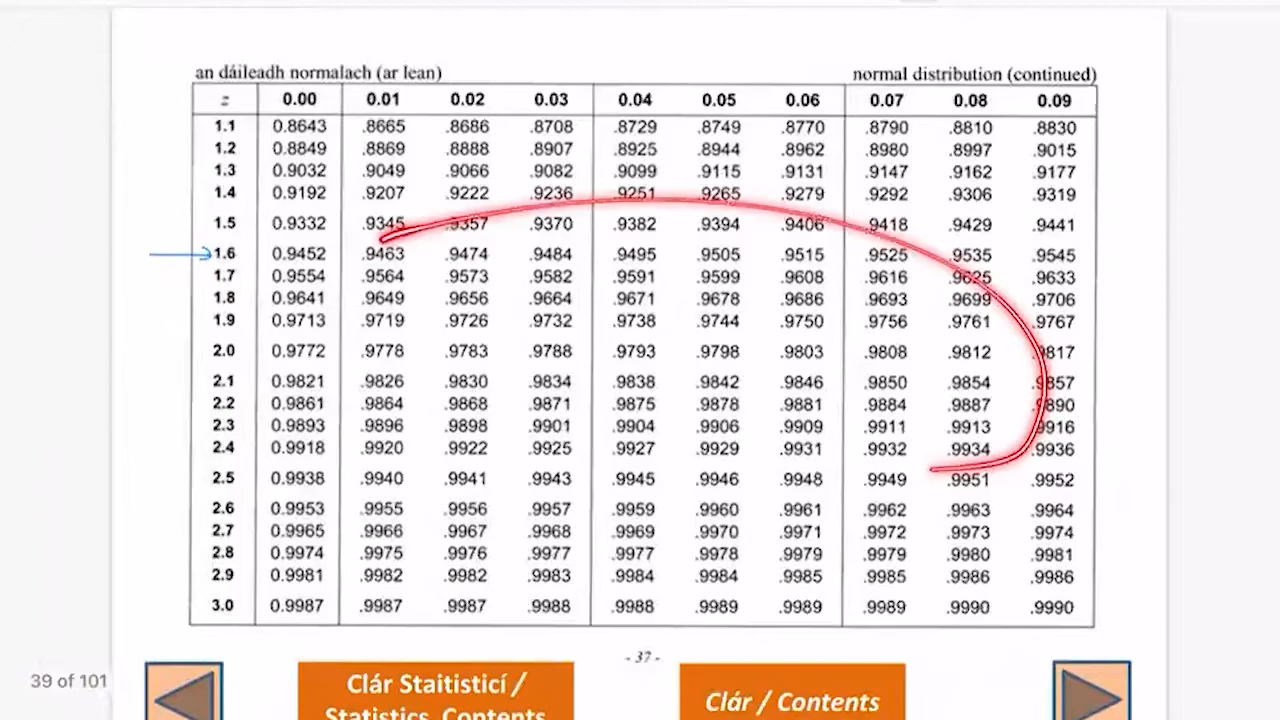 an dáileadh normalach (ar lean) normal distribution (continued)
z 0.00 0.01 0.02 0.03 0.04 0.05 0.06 0.07 0.08 0.09
1.1 0.8643 .8665 .8686 .8708 .8729 .8749 .8770 .8790 .8810 .8830
1.2 0.8849 .8869 .8888 .8907 .8925 .8944 .8962 .8980 .8997 .9015
1.3 0.9032 .9049 .9066 .9082 .9099 .9115 .9131 .9147 .9162 .9177
1.4 0.9192 .9207 .9222 .9236 .9251 .9265 .9279 .9292 .9306 .9319
1.5 0.9332 .9345 .9357 .9370 .9382 .9394 .9406 .9418 .9429 .9441
1.6 0.9452 .9463 .9474 .9484 .9495 .9505 .9515 .9525 .9535 .9545
1.7 0.9554 .9564 .9573 .9582 .9591 .9599 .9608 .9616 .9625 .9633
1.8 0.9641 .9649 .9656 .9664 .9671 .9678 .9686 .9693 .9699 .9706
1.9 0.9713 .9719 .9726 .9732 .9738 .9744 .9750 .9756 .9761 .9767
2.0 0.9772 .9778 .9783 .9788 .9793 .9798 .9803 .9808 .9812 .9817
2.1 0.9821 .9826 .9830 .9834 .9838 .9842 .9846 .9850 .9854 .9857
2.2 0.9861 .9864 .9868 .9871 .9875 .9878 .9881 .9884 .9887 .9890
2.3 0.9893 .9896 .9898 .9901 .9904 .9906 .9909 .9911 .9913 .9916
2.4 0.9918 .9920 .9922 .9925 .9927 .9929 .9931 .9932 .9934 .9936
2.5 0.9938 .9940 .9941 .9943 .9945 .9946 .9948 .9949 .9951 .9952
2.6 0.9953 .9955 .9956 .9957 .9959 .9960 .9961 .9962 .9963 .9964
2.7 0.9965 .9966 .9967 .9968 .9969 .9970 .9971 .9972 .9973 .9974
2.8 0.9974 .9975 .9976 .9977 .9977 .9978 .9979 .9979 .9980 .9981
2.9 0.9981 .9982 .9982 .9983 .9984 .9984 .9985 .9985 .9986 .9986
3.0 0.9987 .9987 .9987 .9988 .9988 .9989 .9989 .9989 .9990 .9990
- 37 -
39 of 101
Clár Staitisticí /
Statistics Contents
Clár / Contents